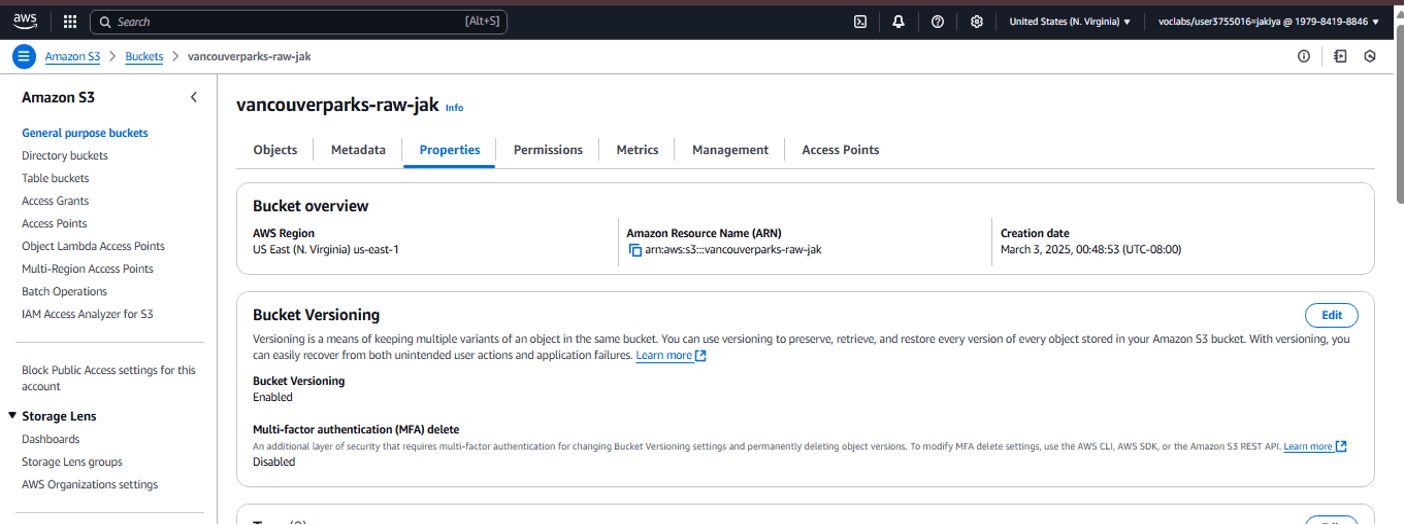 aws
Search
[Alt+S]
United States (N. Virginia) ▼
voclabs/user3755016=jakiya @ 1979-8419-8846 ▼
Amazon S3 > Buckets > vancouverparks-raw-jak
Amazon S3
General purpose buckets
Directory buckets
Table buckets
Access Grants
Access Points
Object Lambda Access Points
Multi-Region Access Points
Batch Operations
IAM Access Analyzer for S3
Block Public Access settings for this
account
Storage Lens
Dashboards
Storage Lens groups
AWS Organizations settings
vancouverparks-raw-jak Info
Objects Metadata Properties Permissions Metrics Management Access Points
Bucket overview
AWS Region
US East (N. Virginia) us-east-1
Amazon Resource Name (ARN)
arn:aws:s3:::vancouverparks-raw-jak
Creation date
March 3, 2025, 00:48:53 (UTC-08:00)
Bucket Versioning
Edit
Versioning is a means of keeping multiple variants of an object in the same bucket. You can use versioning to preserve, retrieve, and restore every version of every object stored in your Amazon S3 bucket. With versioning, you
can easily recover from both unintended user actions and application failures. Learn more
Bucket Versioning
Enabled
Multi-factor authentication (MFA) delete
An additional layer of security that requires multi-factor authentication for changing Bucket Versioning settings and permanently deleting object versions. To modify MFA delete settings, use the AWS CLI, AWS SDK, or the Amazon S3 REST API. Learn more
Disabled